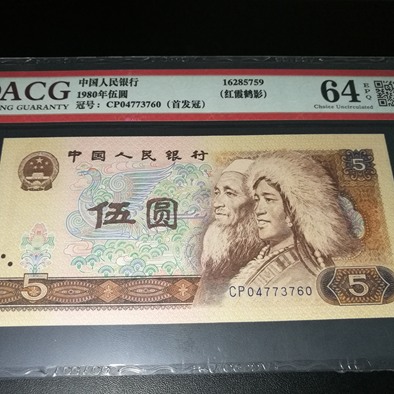 ACG
中国人民银行 16285759
1980年伍圆 (红霞鹤影)
冠号：CP04773760 (首发冠)
ING GUARANTY
64 EPQ
Choice Uncirculated
中国人民银行
5
伍圆
CP04773760
5
5